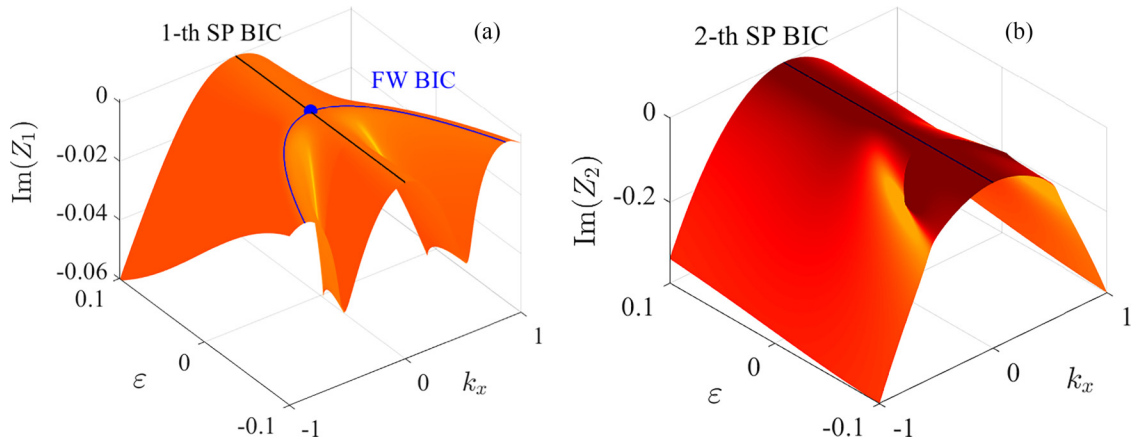 1-th SP BIC
(a)
FW BIC
0
-0.02
-0.04
-0.06
Im(Z₁)
0.1
0
-0.1
ε
-1
0
1
kₓ
2-th SP BIC
(b)
0
-0.2
Im(Z₂)
0.1
0
-0.1
ε
-1
0
1
kₓ